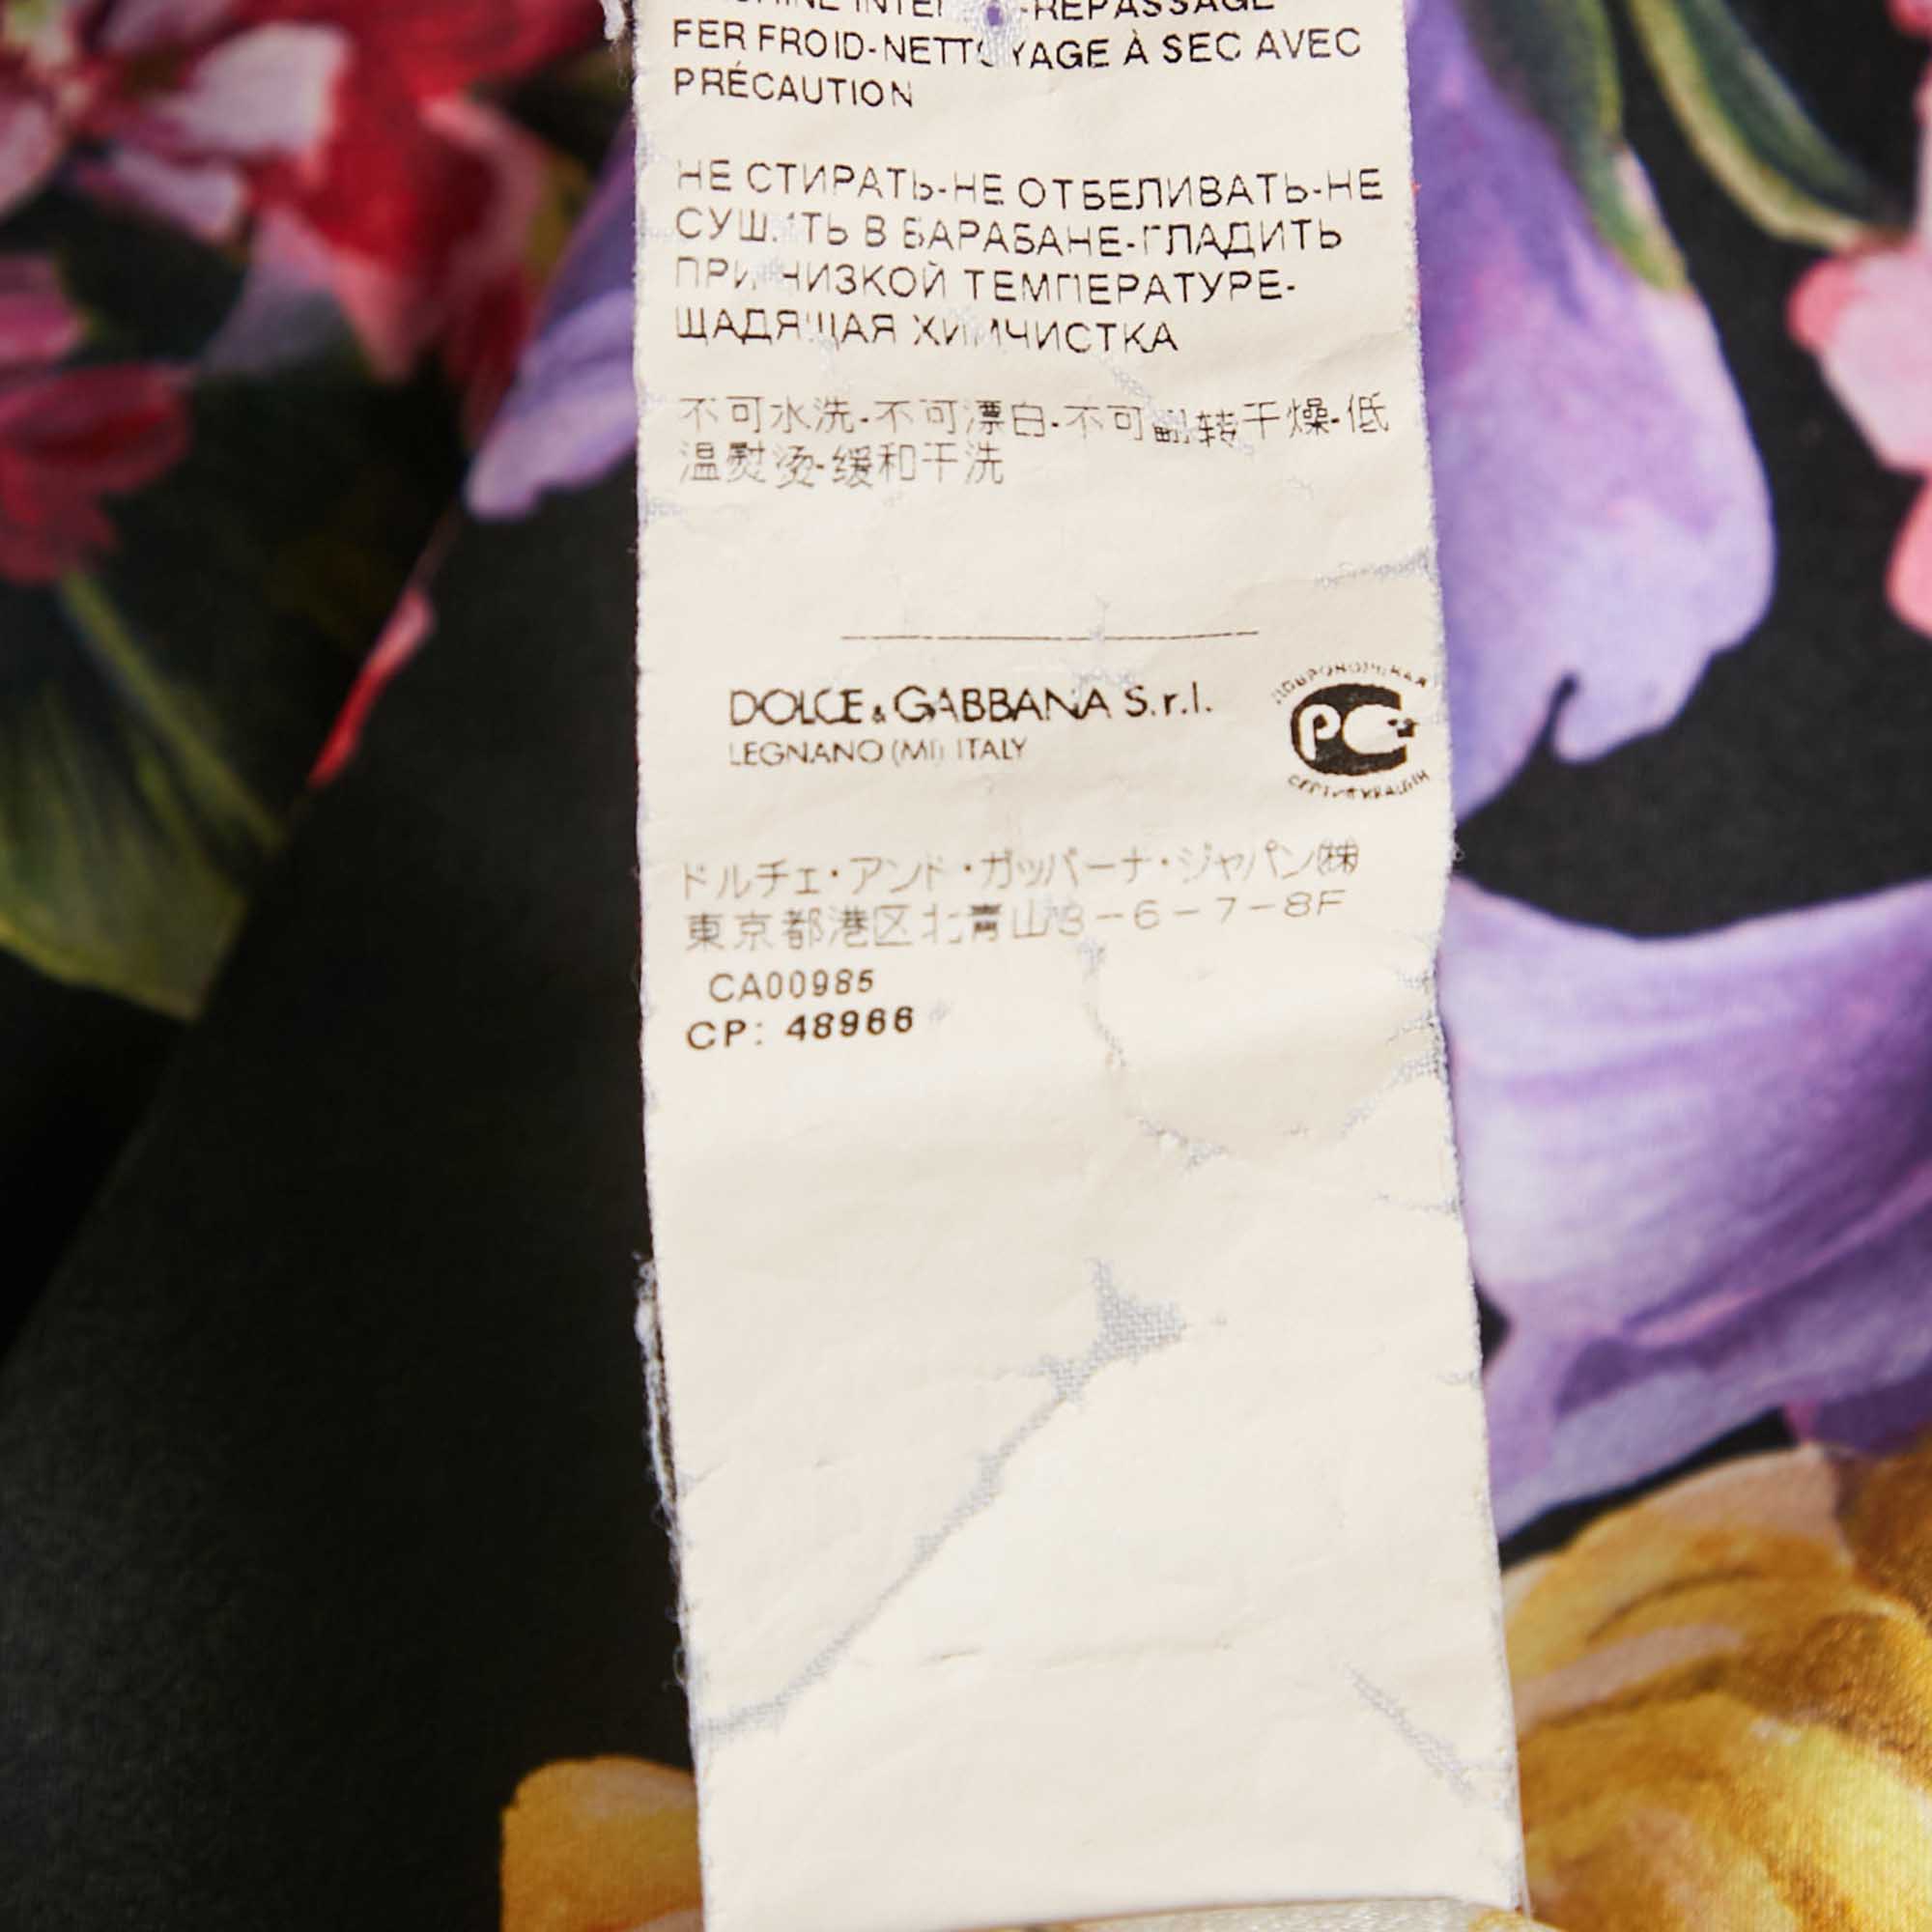 REPASSAGE
FER FROID-NETTOYAGE À SEC AVEC
PRÉCAUTION
НЕ СТИРАТЬ-НЕ ОТБЕЛИВАТЬ-НЕ
СУШИТЬ В БАРАБАНЕ-ГЛАДИТЬ
ПРИ НИЗКОЙ ТЕМПЕРАТУРЕ-
ЩАДЯЩАЯ ХИМЧИСТКА
不可水洗-不可漂白-不可翻转干燥-低
温熨烫-缓和干洗
DOLCE & GABBANA S.r.l.
LEGNANO (MI) ITALY
ДОБРОВОЛЬНАЯ
РС
СЕРТИФИКАЦИЯ
ドルチェ・アンド・ガッバーナ・ジャパン㈱
東京都港区北青山3-6-7-8F
CA00985
CP: 48966